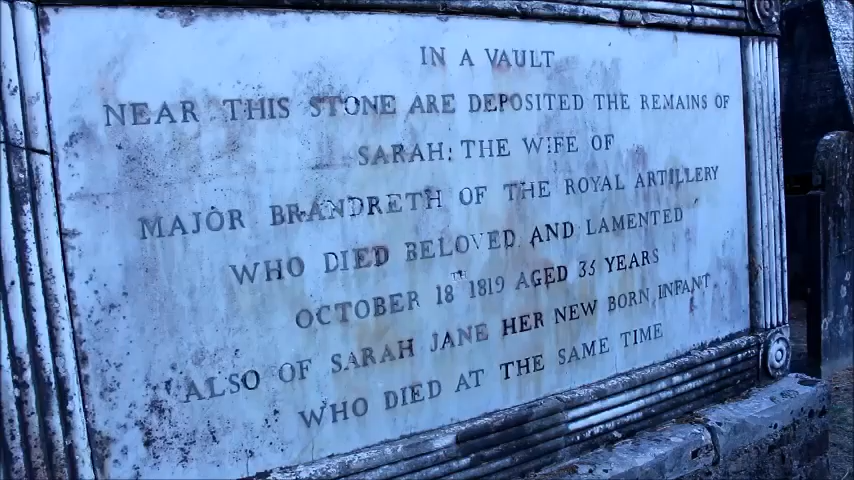 IN A VAULT
NEAR THIS STONE ARE DEPOSITED THE REMAINS OF
SARAH: THE WIFE OF
MAJOR BRANDRETH OF THE ROYAL ARTILLERY
WHO DIED BELOVED, AND LAMENTED
OCTOBER 18TH 1819 AGED 35 YEARS.
ALSO OF SARAH JANE HER NEW BORN INFANT
WHO DIED AT THE SAME TIME